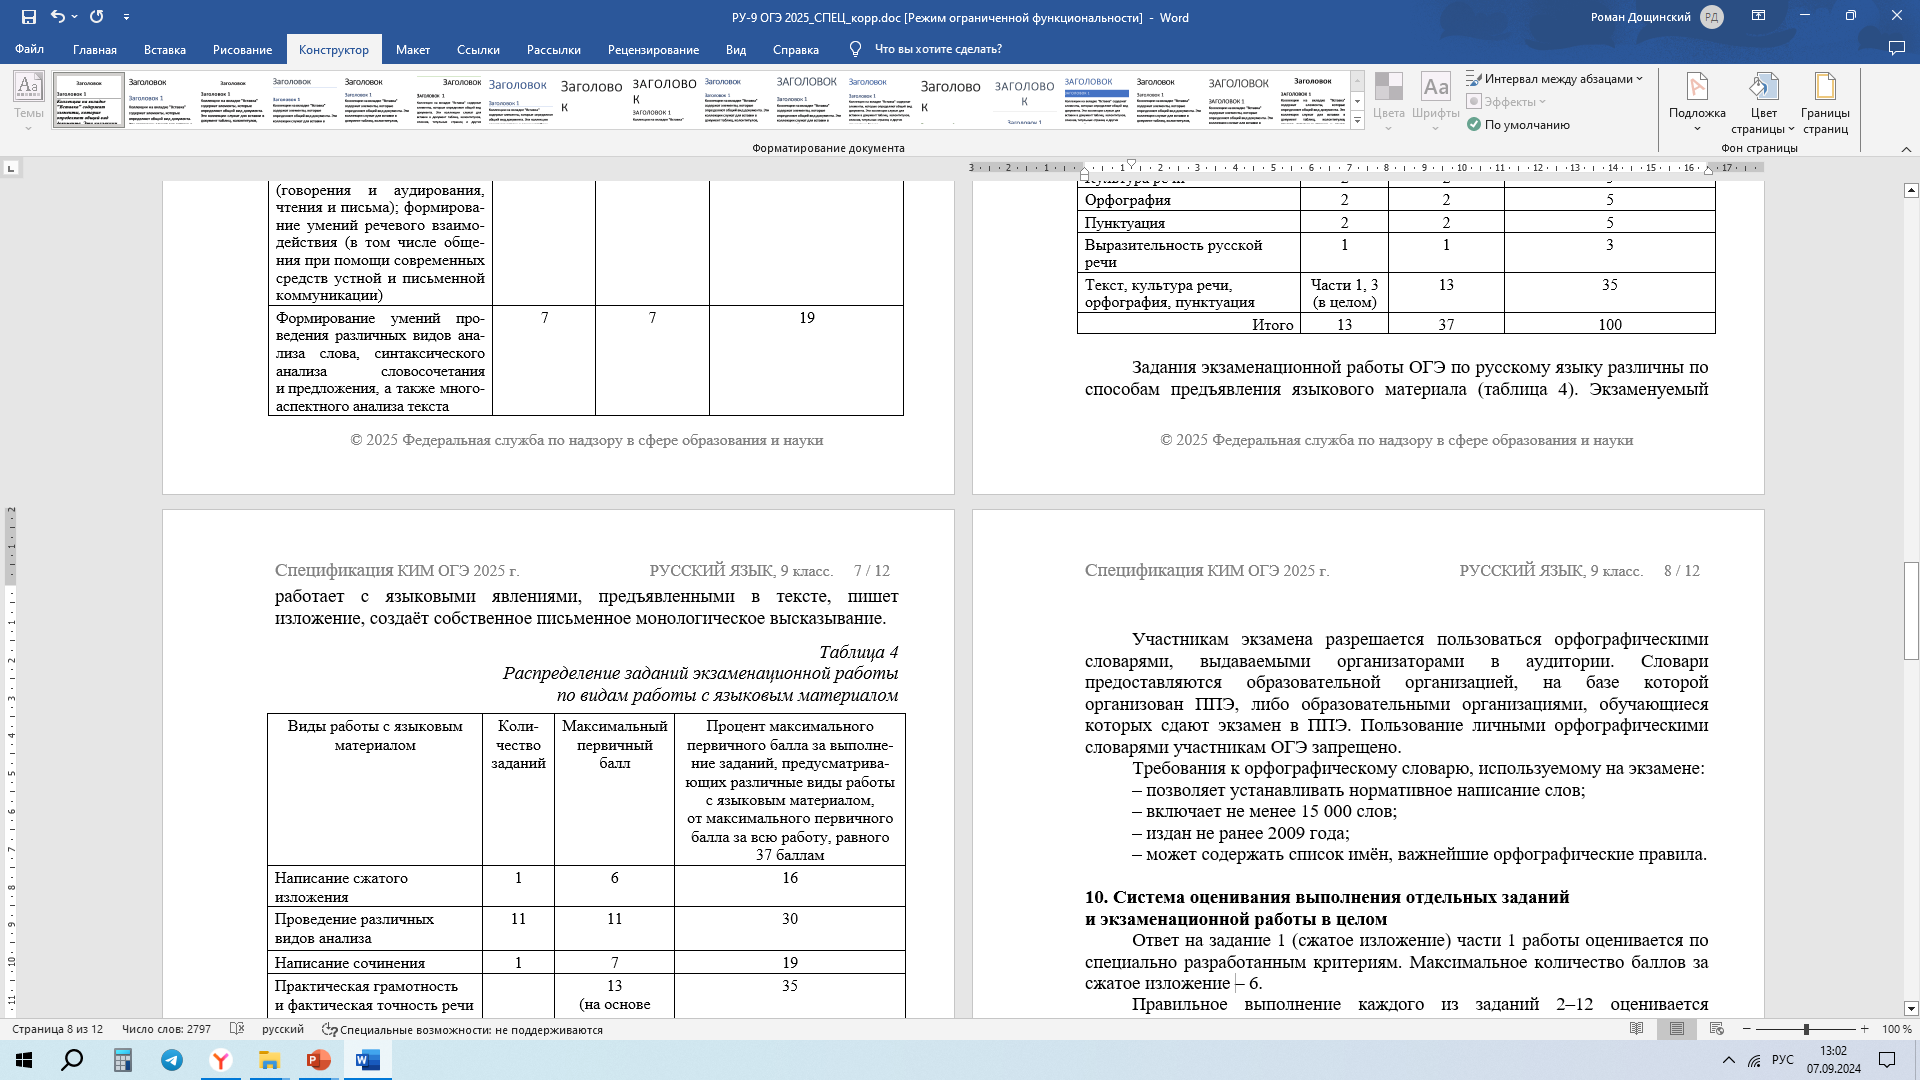 РУ-9 ОГЭ 2025_СПЕЦ_корр.doc [Режим ограниченной функциональности] - Word
Роман Дощинский
РД
Файл
Главная
Вставка
Рисование
Конструктор
Макет
Ссылки
Рассылки
Рецензирование
Вид
Справка
Что вы хотите сделать?
Темы
Цвета
Шрифты
Интервал между абзацами
Эффекты
По умолчанию
Подложка
Цвет страницы
Границы страниц
Форматирование документа
Фон страницы
(говорения и аудирования,
чтения и письма); формирова-
ние умений речевого взаимо-
действия (в том числе обще-
ния при помощи современных
средств устной и письменной
коммуникации)
Формирование умений про- 7 7 19
ведения различных видов ана-
лиза слова, синтаксического
анализа словосочетания
и предложения, а также много-
аспектного анализа текста
© 2025 Федеральная служба по надзору в сфере образования и науки
Орфография 2 2 5
Пунктуация 2 2 5
Выразительность русской 1 1 3
речи
Текст, культура речи, Части 1, 3 13 35
орфография, пунктуация (в целом)
Итого 13 37 100
Задания экзаменационной работы ОГЭ по русскому языку различны по
способам предъявления языкового материала (таблица 4). Экзаменуемый
© 2025 Федеральная служба по надзору в сфере образования и науки
Спецификация КИМ ОГЭ 2025 г. РУССКИЙ ЯЗЫК, 9 класс. 7 / 12
работает с языковыми явлениями, предъявленными в тексте, пишет
изложение, создаёт собственное письменное монологическое высказывание.
Таблица 4
Распределение заданий экзаменационной работы
по видам работы с языковым материалом
Виды работы с языковым
материалом
Коли-
чество
заданий
Максимальный
первичный
балл
Процент максимального
первичного балла за выполне-
ние заданий, предусматрива-
ющих различные виды работы
с языковым материалом,
от максимального первичного
балла за всю работу, равного
37 баллам
Написание сжатого 1 6 16
изложения
Проведение различных 11 11 30
видов анализа
Написание сочинения 1 7 19
Практическая грамотность 13 35
и фактическая точность речи (на основе
Спецификация КИМ ОГЭ 2025 г. РУССКИЙ ЯЗЫК, 9 класс. 8 / 12
Участникам экзамена разрешается пользоваться орфографическими
словарями, выдаваемыми организаторами в аудитории. Словари
предоставляются образовательной организацией, на базе которой
организован ППЭ, либо образовательными организациями, обучающиеся
которых сдают экзамен в ППЭ. Пользование личными орфографическими
словарями участникам ОГЭ запрещено.
Требования к орфографическому словарю, используемому на экзамене:
– позволяет устанавливать нормативное написание слов;
– включает не менее 15 000 слов;
– издан не ранее 2009 года;
– может содержать список имён, важнейшие орфографические правила.
10. Система оценивания выполнения отдельных заданий
и экзаменационной работы в целом
Ответ на задание 1 (сжатое изложение) части 1 работы оценивается по
специально разработанным критериям. Максимальное количество баллов за
сжатое изложение – 6.
Правильное выполнение каждого из заданий 2–12 оценивается
Страница 8 из 12
Число слов: 2797
русский
Специальные возможности: не поддерживаются
100 %
РУС
13:02
07.09.2024